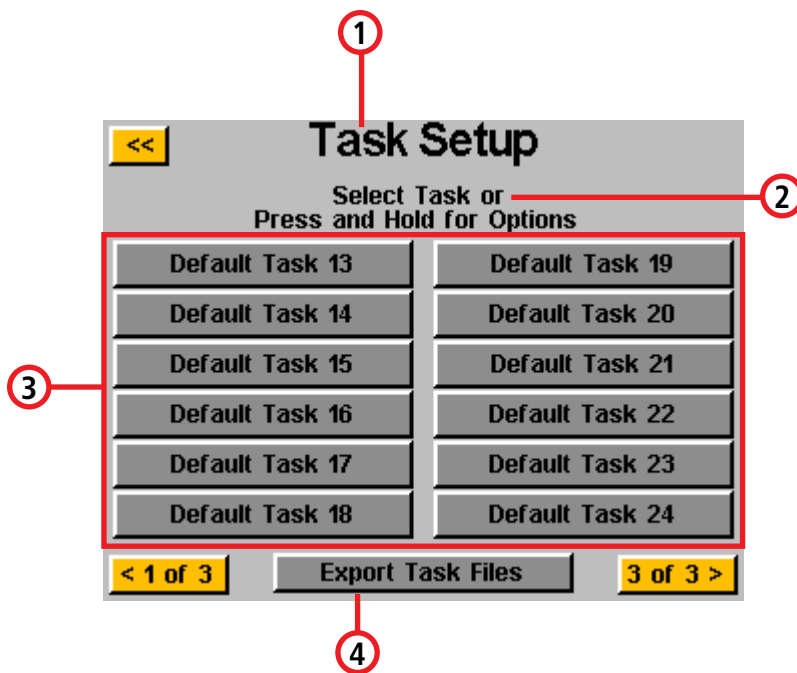 1
<< Task Setup
Select Task or
2
Press and Hold for Options
Default Task 13 Default Task 19
Default Task 14 Default Task 20
Default Task 15 Default Task 21
3
Default Task 16 Default Task 22
Default Task 17 Default Task 23
Default Task 18 Default Task 24
< 1 of 3 Export Task Files 3 of 3 >
4